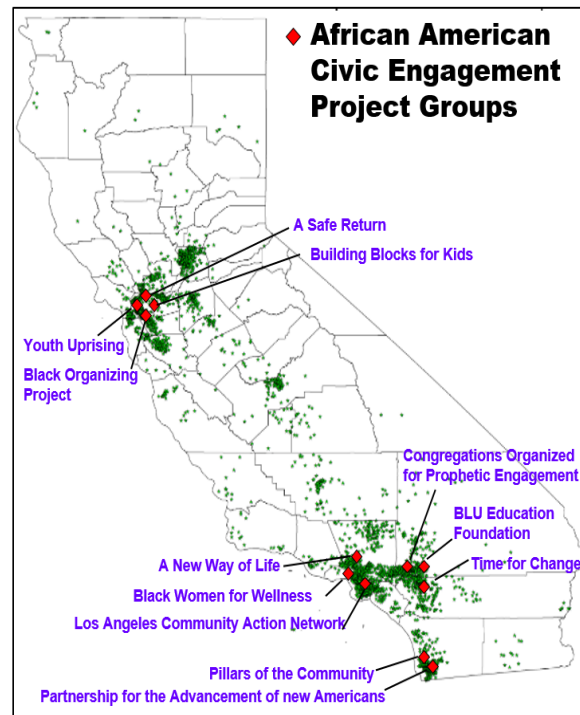 African American
Civic Engagement
Project Groups
A Safe Return
Building Blocks for Kids
Youth Uprising
Black Organizing
Project
Congregations Organized
for Prophetic Engagement
BLU Education
Foundation
A New Way of Life
Time for Change
Black Women for Wellness
Los Angeles Community Action Network
Pillars of the Community
Partnership for the Advancement of new Americans